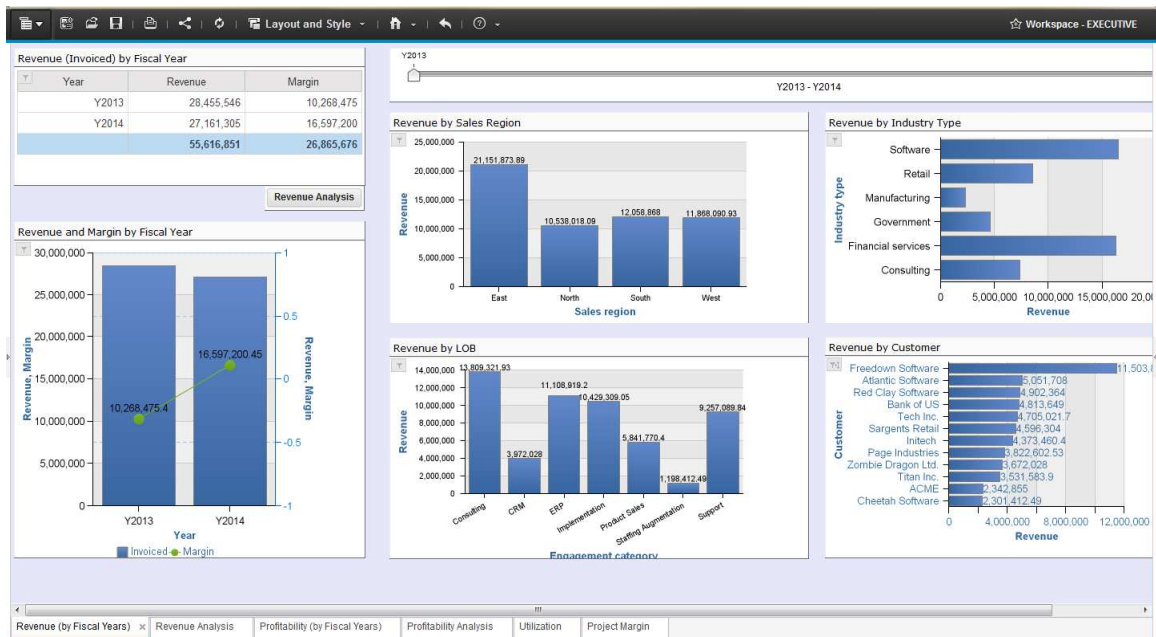 Layout and Style
Workspace - EXECUTIVE
Revenue (Invoiced) by Fiscal Year
Year Revenue Margin
Y2013 28,455,546 10,268,475
Y2014 27,161,305 16,597,200
55,616,851 26,865,676
Revenue Analysis
Y2013
Y2013 - Y2014
Revenue and Margin by Fiscal Year
30,000,000
25,000,000
20,000,000
15,000,000
10,000,000
5,000,000
0
Revenue, Margin
10,268,475.4
16,597,200.45
1
0.5
0
-0.5
-1
Revenue, Margin
Y2013 Y2014
Year
Invoiced Margin
Revenue by Sales Region
25,000,000
20,000,000
15,000,000
10,000,000
5,000,000
0
Revenue
21,151,873.89
10,538,018.09
12,058,868
11,868,090.93
East North South West
Sales region
Revenue by Industry Type
Industry type
Software
Retail
Manufacturing
Government
Financial services
Consulting
0 5,000,000 10,000,000 15,000,000 20,0
Revenue
Revenue by LOB
14,000,000
12,000,000
10,000,000
8,000,000
6,000,000
4,000,000
2,000,000
0
Revenue
13,809,321.93
3,972,028
11,108,919.2
10,429,309.05
5,841,770.4
1,198,412.49
9,257,089.84
Consulting
CRM
ERP
Implementation
Product Sales
Staffing Augmentation
Support
Engagement category
Revenue by Customer
Customer
Freedown Software 11,503,8
Atlantic Software 5,051,708
Red Clay Software 4,902,364
Bank of US 4,813,649
Tech Inc. 4,705,021.7
Sargents Retail 4,596,304
Initech 4,373,460.4
Page Industries 3,822,602.53
Zombie Dragon Ltd. 3,672,028
Titan Inc. 3,531,583.9
ACME 2,342,855
Cheetah Software 2,301,412.49
0 4,000,000 8,000,000 12,000,000
Revenue
Revenue (by Fiscal Years) Revenue Analysis Profitability (by Fiscal Years) Profitability Analysis Utilization Project Margin